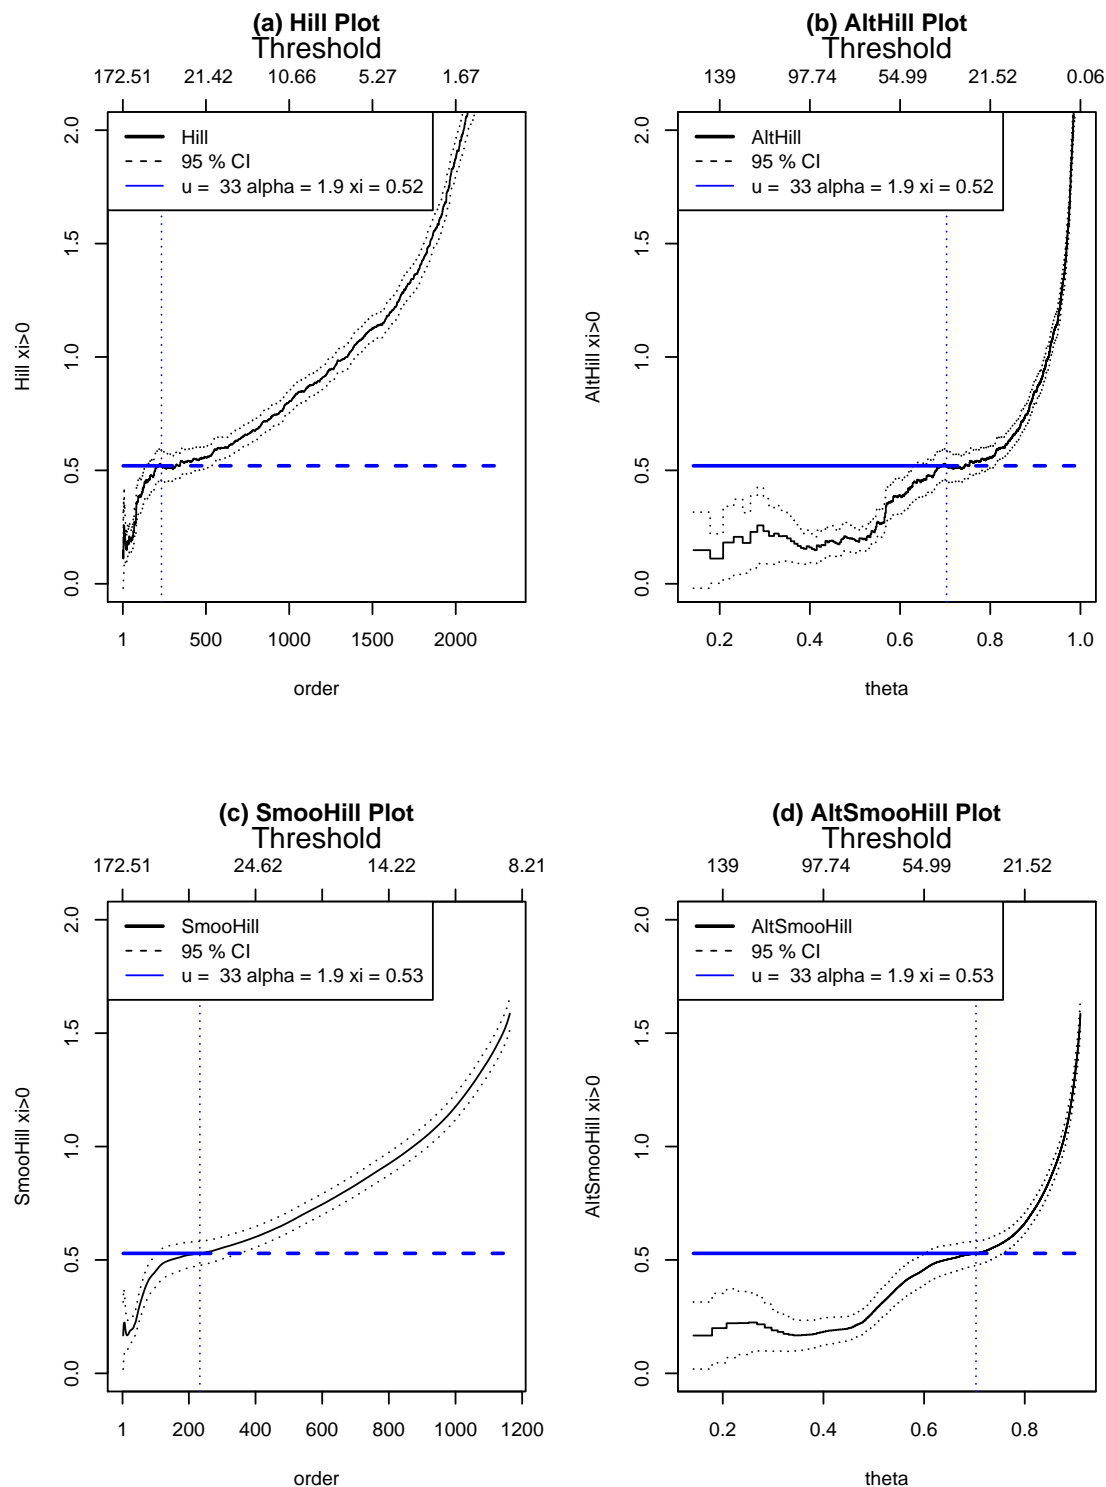 (a) Hill Plot
Threshold
172.51 21.42 10.66 5.27 1.67
Hill
95 % CI
u = 33 alpha = 1.9 xi = 0.52
Hill xi>0
0.0 0.5 1.0 1.5 2.0
1 500 1000 1500 2000
order
(b) AltHill Plot
Threshold
139 97.74 54.99 21.52 0.06
AltHill
95 % CI
u = 33 alpha = 1.9 xi = 0.52
AltHill xi>0
0.0 0.5 1.0 1.5 2.0
0.2 0.4 0.6 0.8 1.0
theta
(c) SmooHill Plot
Threshold
172.51 24.62 14.22 8.21
SmooHill
95 % CI
u = 33 alpha = 1.9 xi = 0.53
SmooHill xi>0
0.0 0.5 1.0 1.5 2.0
1 200 400 600 800 1000 1200
order
(d) AltSmooHill Plot
Threshold
139 97.74 54.99 21.52
AltSmooHill
95 % CI
u = 33 alpha = 1.9 xi = 0.53
AltSmooHill xi>0
0.0 0.5 1.0 1.5 2.0
0.2 0.4 0.6 0.8
theta